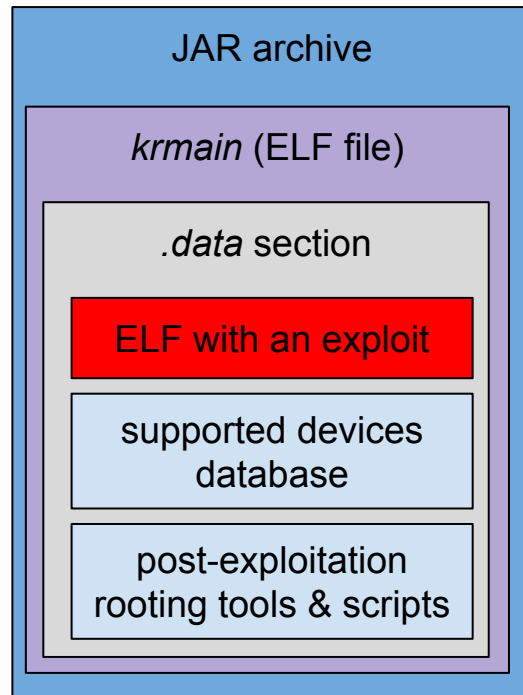 JAR archive
krmain (ELF file)
.data section
ELF with an exploit
supported devices
database
post-exploitation
rooting tools & scripts